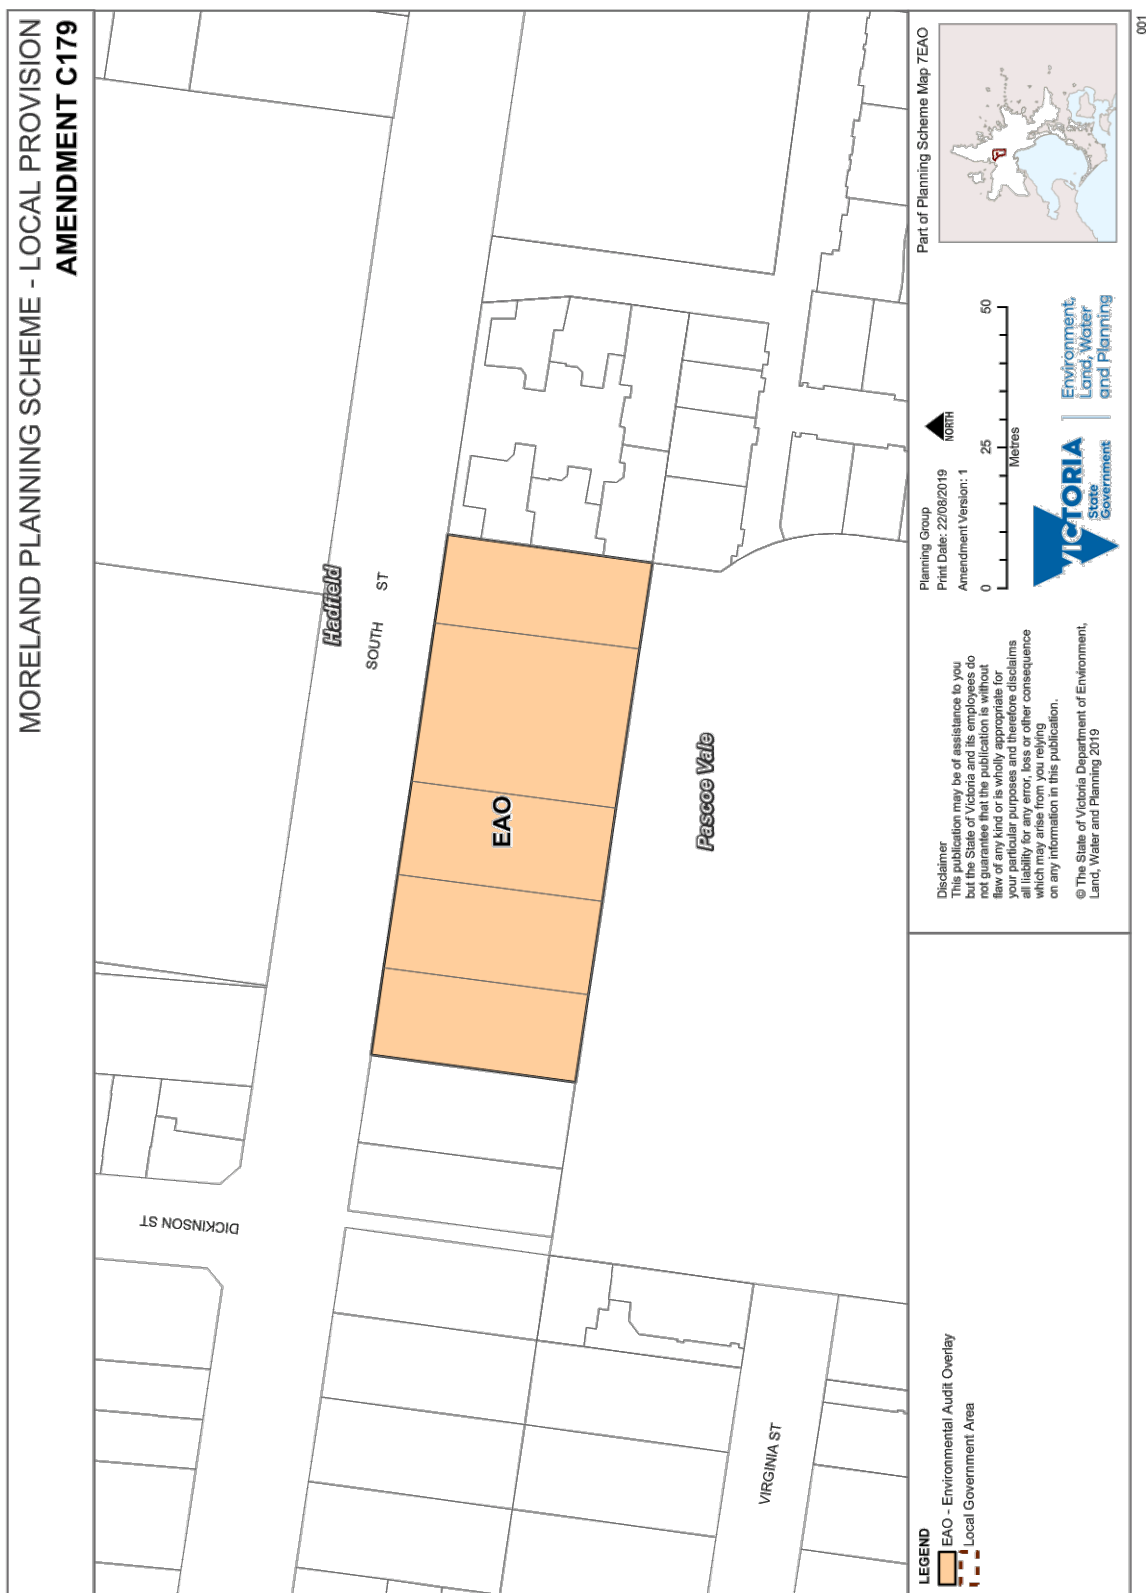 MORELAND PLANNING SCHEME - LOCAL PROVISION
AMENDMENT C179
DICKINSON ST
Hadfield
SOUTH ST
EAO
Pascoe Vale
VIRGINIA ST
LEGEND
EAO - Environmental Audit Overlay
Local Government Area
Disclaimer
This publication may be of assistance to you
but the State of Victoria and its employees do
not guarantee that the publication is without
flaw of any kind or is wholly appropriate for
your particular purposes and therefore disclaims
all liability for any error, loss or other consequence
which may arise from you relying
on any information in this publication.
© The State of Victoria Department of Environment,
Land, Water and Planning 2019
Planning Group
Print Date: 22/08/2019
Amendment Version: 1
NORTH
0 25 50
Metres
VICTORIA
State
Government
Environment,
Land, Water
and Planning
Part of Planning Scheme Map 7EAO
001